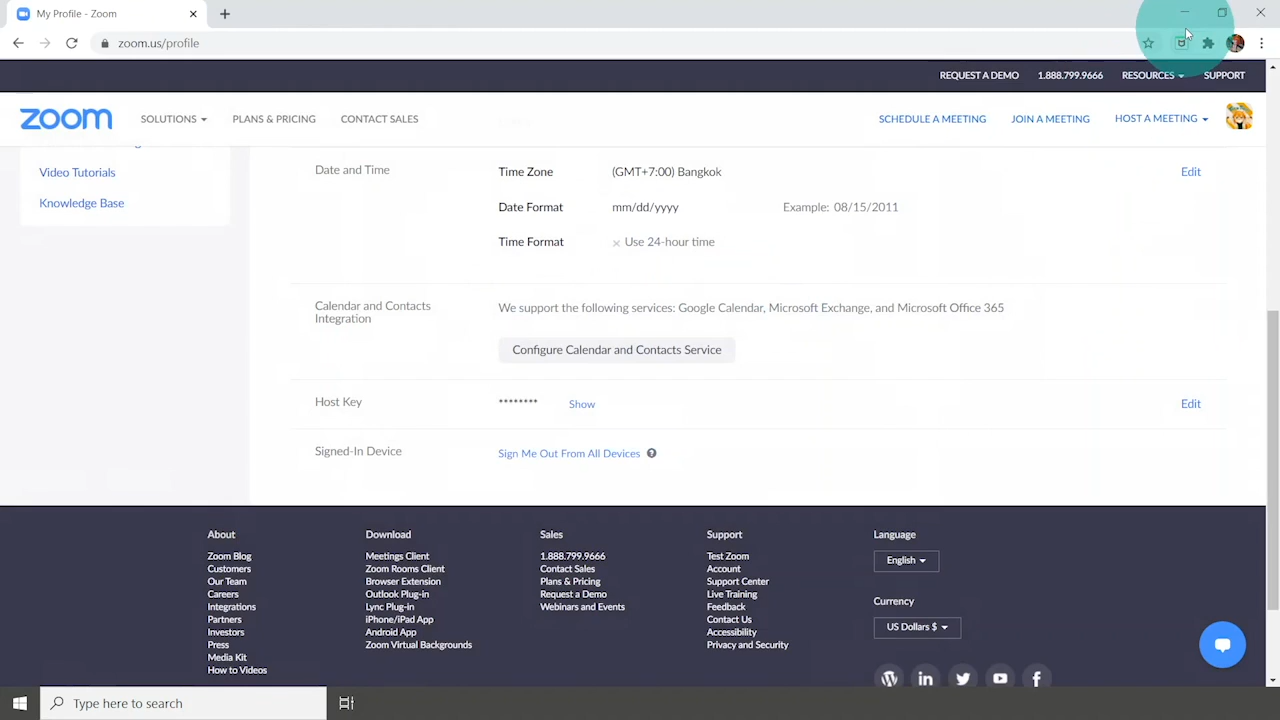 My Profile - Zoom
zoom.us/profile
REQUEST A DEMO 1.888.799.9666 RESOURCES SUPPORT
zoom SOLUTIONS PLANS & PRICING CONTACT SALES SCHEDULE A MEETING JOIN A MEETING HOST A MEETING
Video Tutorials
Knowledge Base
Date and Time Time Zone (GMT+7:00) Bangkok Edit
Date Format mm/dd/yyyy Example: 08/15/2011
Time Format × Use 24-hour time
Calendar and Contacts
Integration
We support the following services: Google Calendar, Microsoft Exchange, and Microsoft Office 365
Configure Calendar and Contacts Service
Host Key ******** Show Edit
Signed-In Device Sign Me Out From All Devices ?
About
Zoom Blog
Customers
Our Team
Careers
Integrations
Partners
Investors
Press
Media Kit
How to Videos
Download
Meetings Client
Zoom Rooms Client
Browser Extension
Outlook Plug-in
Lync Plug-in
iPhone/iPad App
Android App
Zoom Virtual Backgrounds
Sales
1.888.799.9666
Contact Sales
Plans & Pricing
Request a Demo
Webinars and Events
Support
Test Zoom
Account
Support Center
Live Training
Feedback
Contact Us
Accessibility
Privacy and Security
Language
English
Currency
US Dollars $
Type here to search